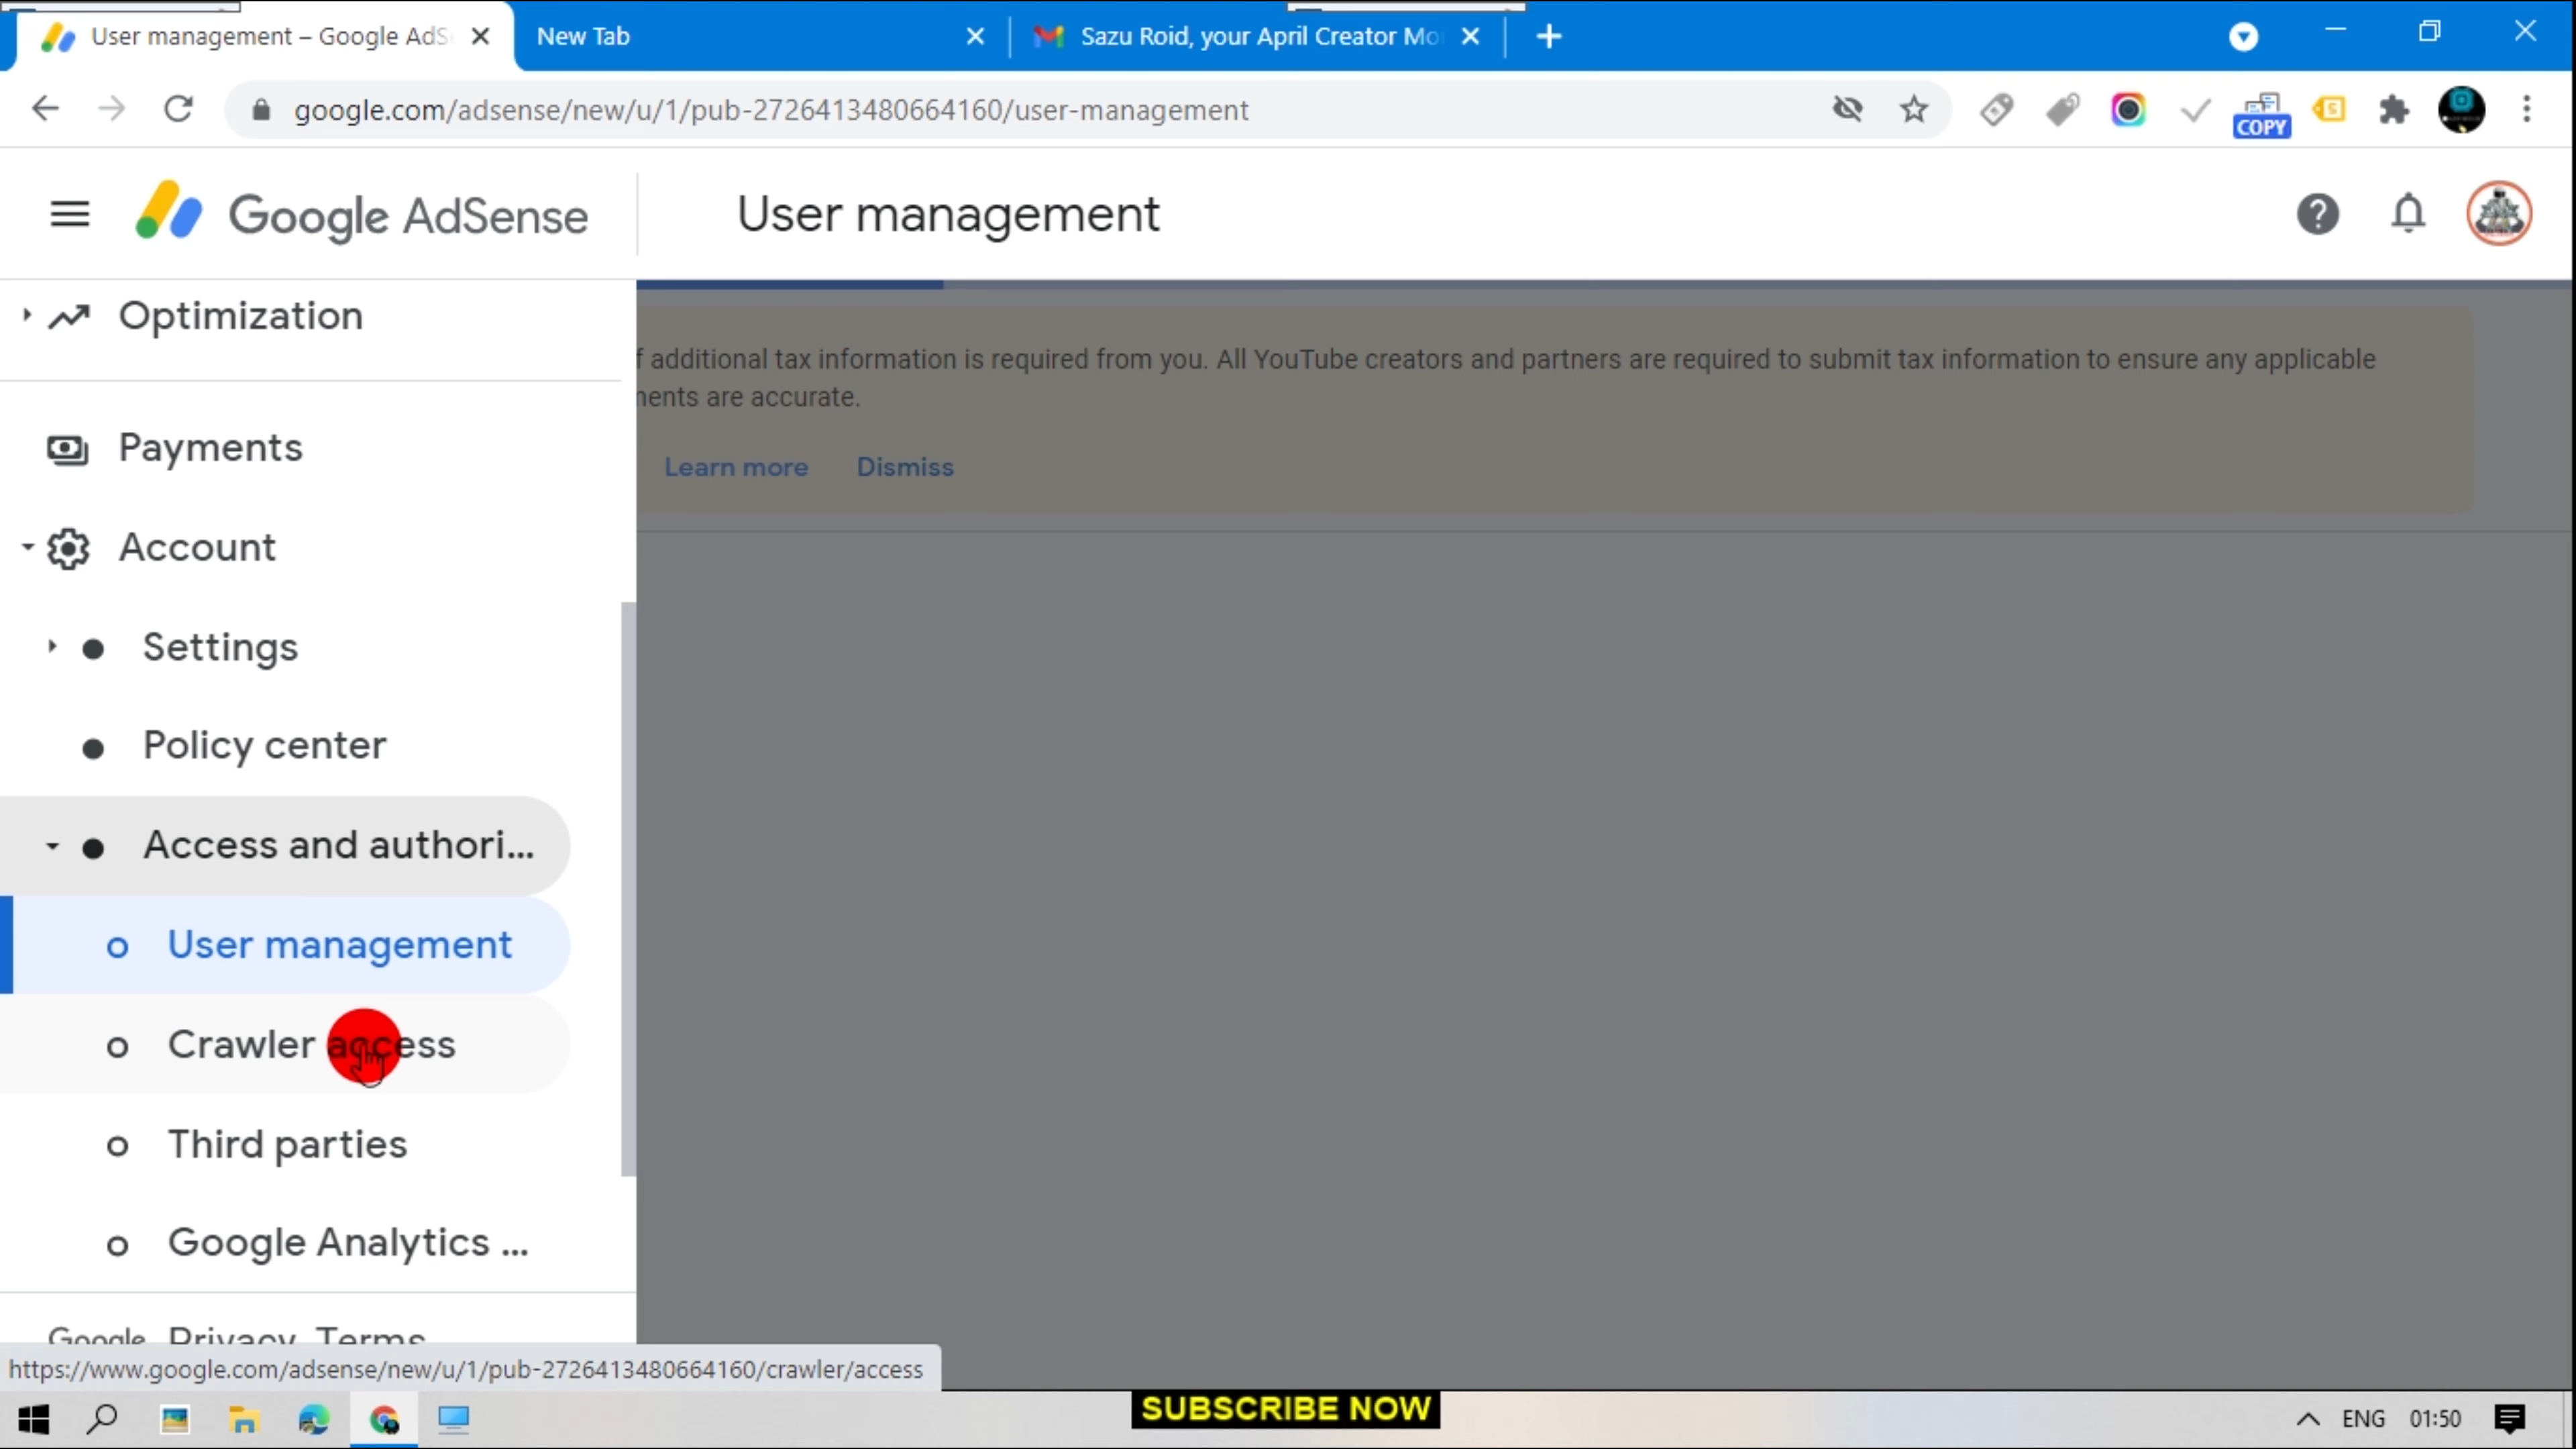 User management – Google AdS
New Tab
Sazu Roid, your April Creator Mo
google.com/adsense/new/u/1/pub-2726413480664160/user-management
COPY
Google AdSense
User management
Optimization
f additional tax information is required from you. All YouTube creators and partners are required to submit tax information to ensure any applicable
nents are accurate.
Learn more
Dismiss
Payments
Account
Settings
Policy center
Access and authori...
User management
Crawler access
Third parties
Google Analytics ...
Google Privacy Terms
https://www.google.com/adsense/new/u/1/pub-2726413480664160/crawler/access
SUBSCRIBE NOW
ENG
01:50